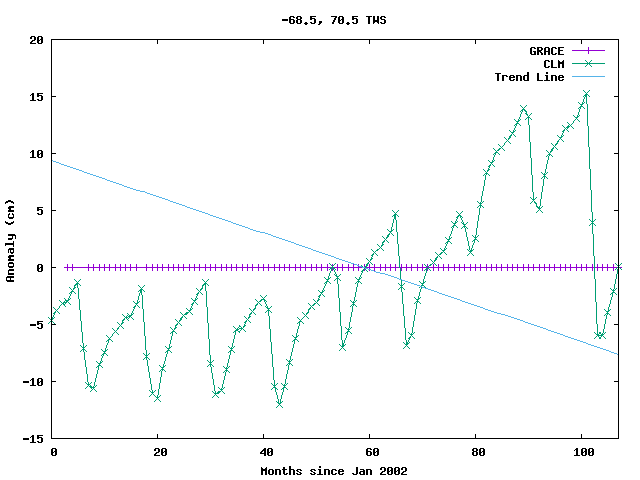 -68.5, 70.5 TWS
GRACE
CLM
Trend Line
20
15
10
5
0
-5
-10
-15
Anomaly (cm)
0 20 40 60 80 100
Months since Jan 2002